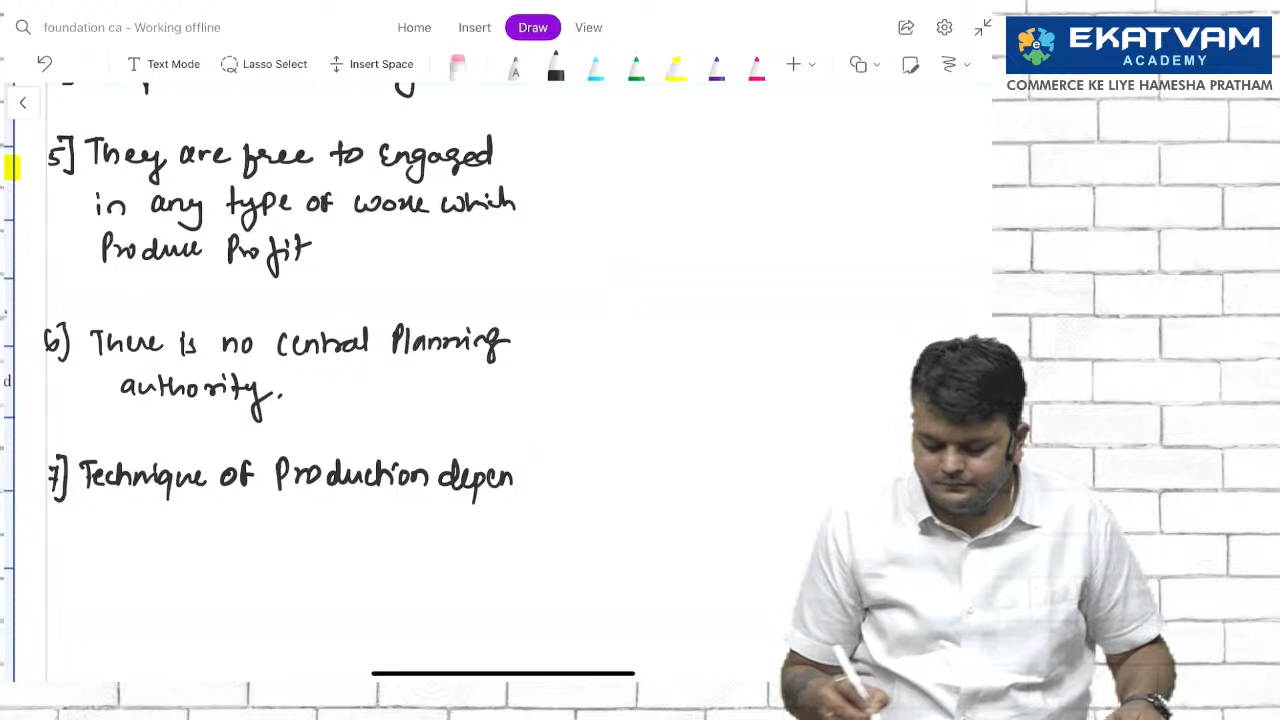 foundation ca - Working offline
Home
Insert
Draw
View
Text Mode
Lasso Select
Insert Space
EKATVAM
ACADEMY
COMMERCE KE LIYE HAMESHA PRATHAM
5] They are free to Engazed
in any type of work which
Produce Profit
6] There is no central Planning
authority.
7] Technique of Production depen
d